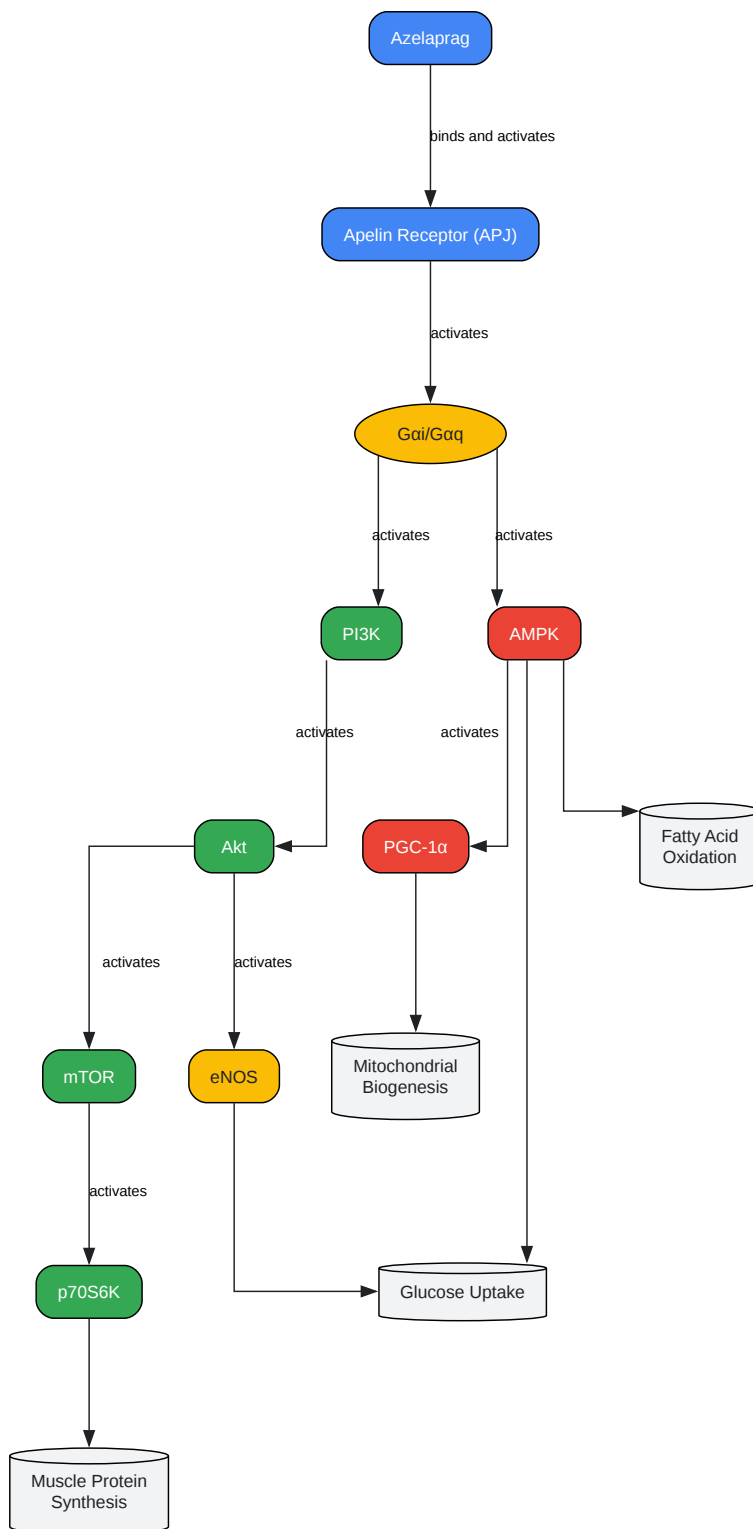 Azelaprag
binds and activates
Apelin Receptor (APJ)
activates
Gαi/Gαq
activates
activates
PI3K
AMPK
activates
activates
Akt
PGC-1α
Fatty Acid
Oxidation
activates
activates
mTOR
eNOS
Mitochondrial
Biogenesis
activates
p70S6K
Glucose Uptake
Muscle Protein
Synthesis